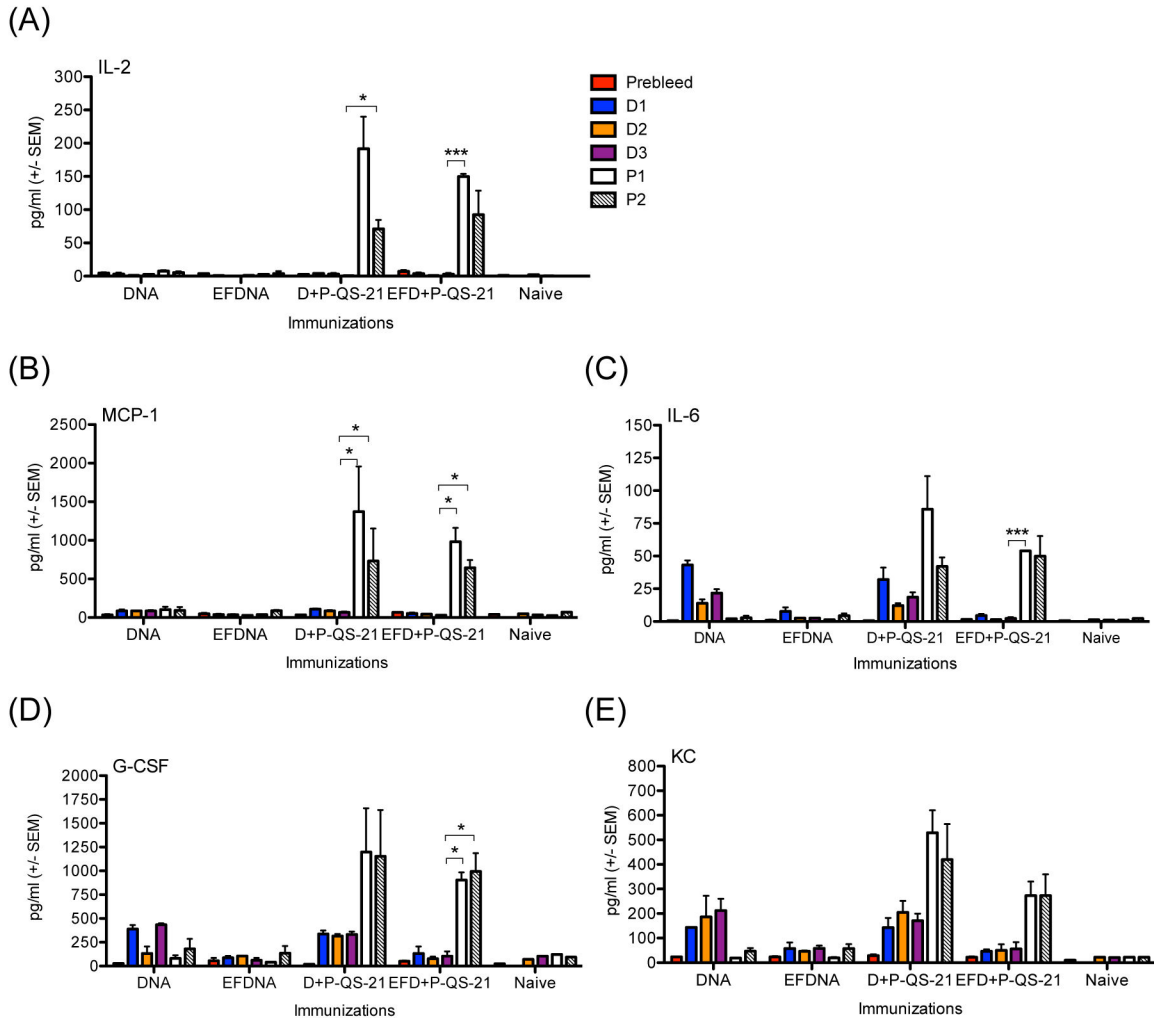 (A)
IL-2
300
250
200
150
100
50
0
pg/ml (+/- SEM)
*
***
DNA EFDNA D+P-QS-21 EFD+P-QS-21 Naive
Immunizations
Prebleed
D1
D2
D3
P1
P2
(B)
MCP-1
2500
2000
1500
1000
500
0
pg/ml (+/- SEM)
*
*
*
*
DNA EFDNA D+P-QS-21 EFD+P-QS-21 Naive
Immunizations
(C)
IL-6
150
125
100
75
50
25
0
pg/ml (+/- SEM)
***
DNA EFDNA D+P-QS-21 EFD+P-QS-21 Naive
Immunizations
(D)
G-CSF
2000
1750
1500
1250
1000
750
500
250
0
pg/ml (+/- SEM)
*
*
DNA EFDNA D+P-QS-21 EFD+P-QS-21 Naive
Immunizations
(E)
KC
800
700
600
500
400
300
200
100
0
pg/ml (+/- SEM)
DNA EFDNA D+P-QS-21 EFD+P-QS-21 Naive
Immunizations